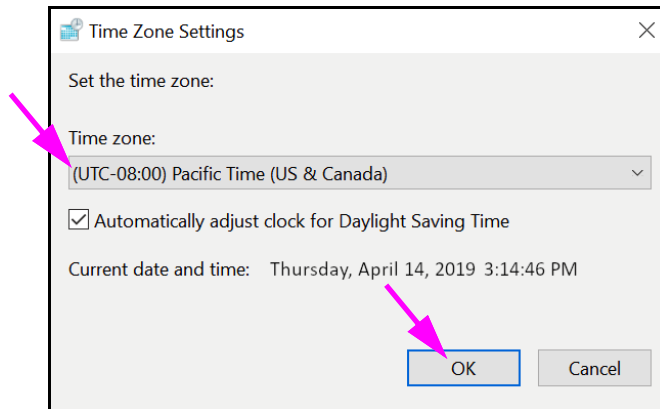 Time Zone Settings
Set the time zone:
Time zone:
(UTC-08:00) Pacific Time (US & Canada)
Automatically adjust clock for Daylight Saving Time
Current date and time: Thursday, April 14, 2019 3:14:46 PM
OK Cancel